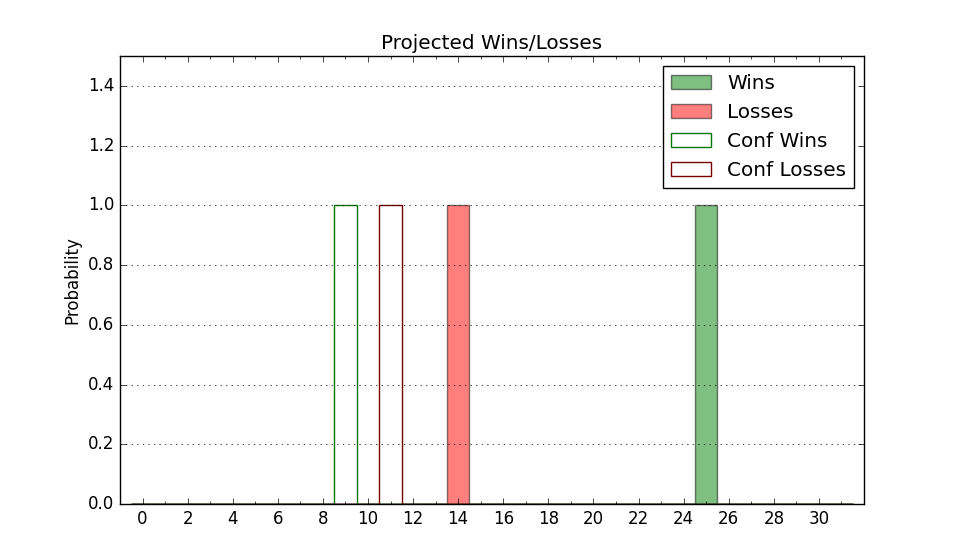 Projected Wins/Losses
1.4
1.2
1.0
0.8
0.6
0.4
0.2
0.0
Probability
Wins
Losses
Conf Wins
Conf Losses
0 2 4 6 8 10 12 14 16 18 20 22 24 26 28 30